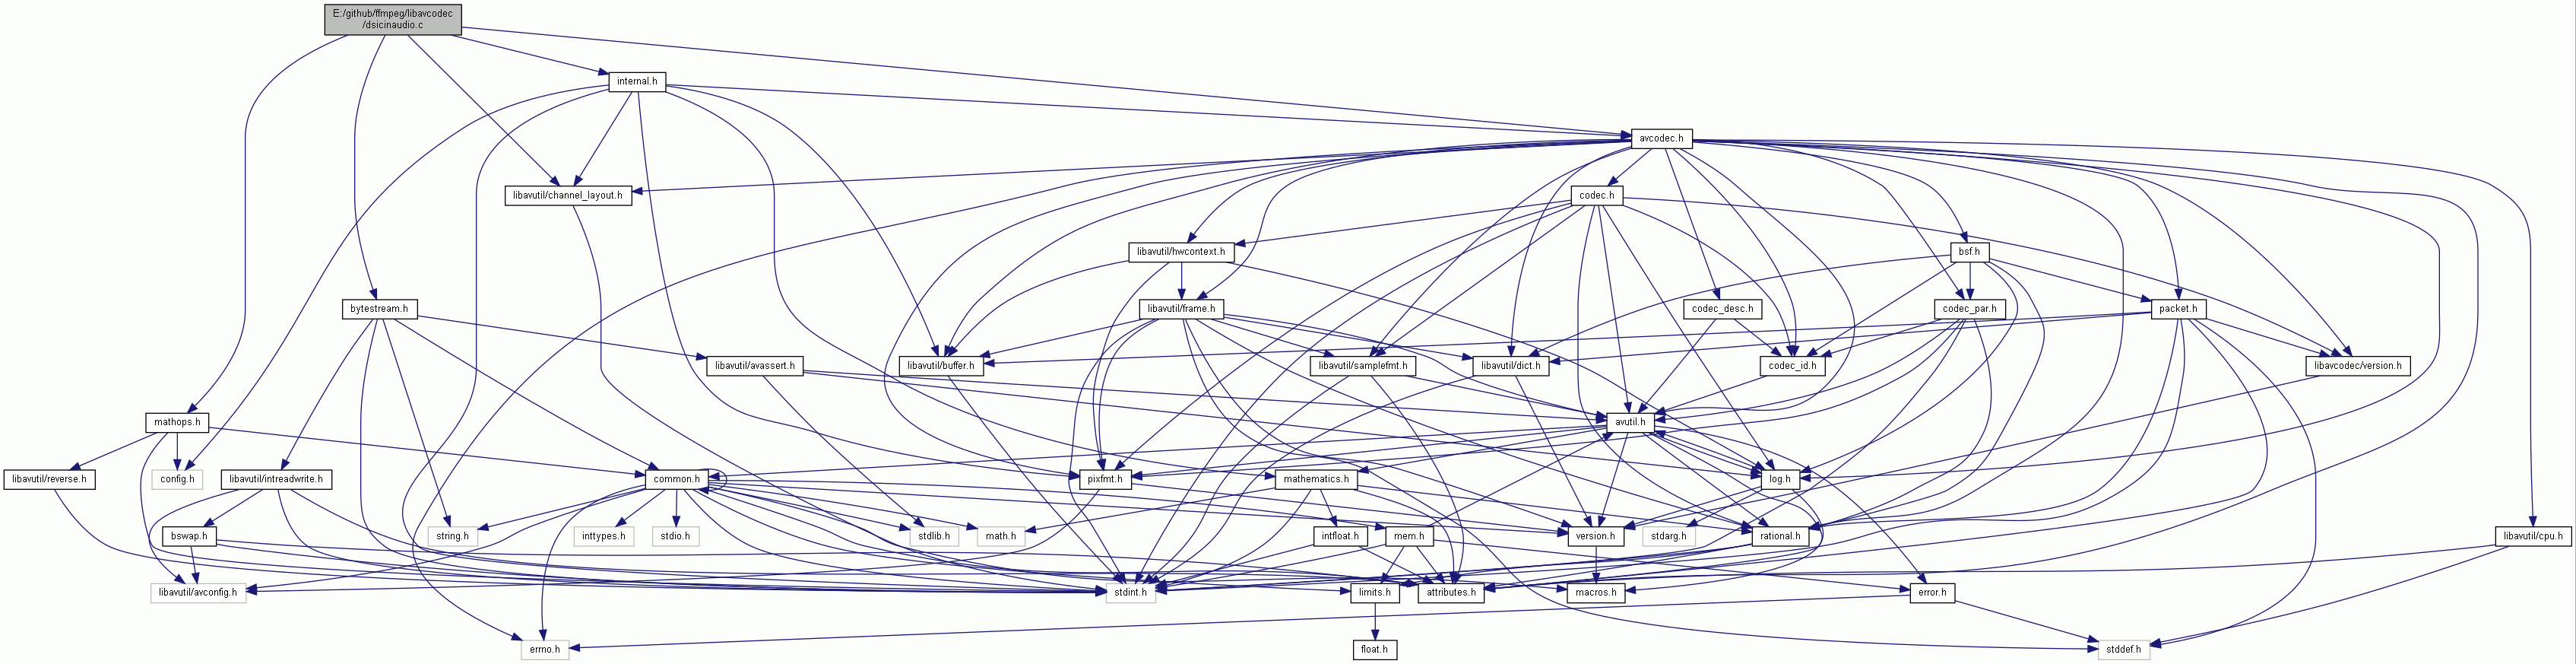 E:/github/ffmpeg/libavcodec
/dsicinaudio.c
internal.h
avcodec.h
libavutil/channel_layout.h
codec.h
libavutil/hwcontext.h
bsf.h
bytestream.h
libavutil/frame.h
codec_desc.h
codec_par.h
packet.h
libavutil/avassert.h
libavutil/buffer.h
libavutil/samplefmt.h
libavutil/dict.h
codec_id.h
libavcodec/version.h
mathops.h
avutil.h
libavutil/reverse.h
config.h
libavutil/intreadwrite.h
common.h
pixfmt.h
mathematics.h
log.h
bswap.h
string.h
inttypes.h
stdio.h
stdlib.h
math.h
intfloat.h
mem.h
version.h
stdarg.h
rational.h
libavutil/cpu.h
libavutil/avconfig.h
stdint.h
limits.h
attributes.h
macros.h
error.h
errno.h
float.h
stddef.h